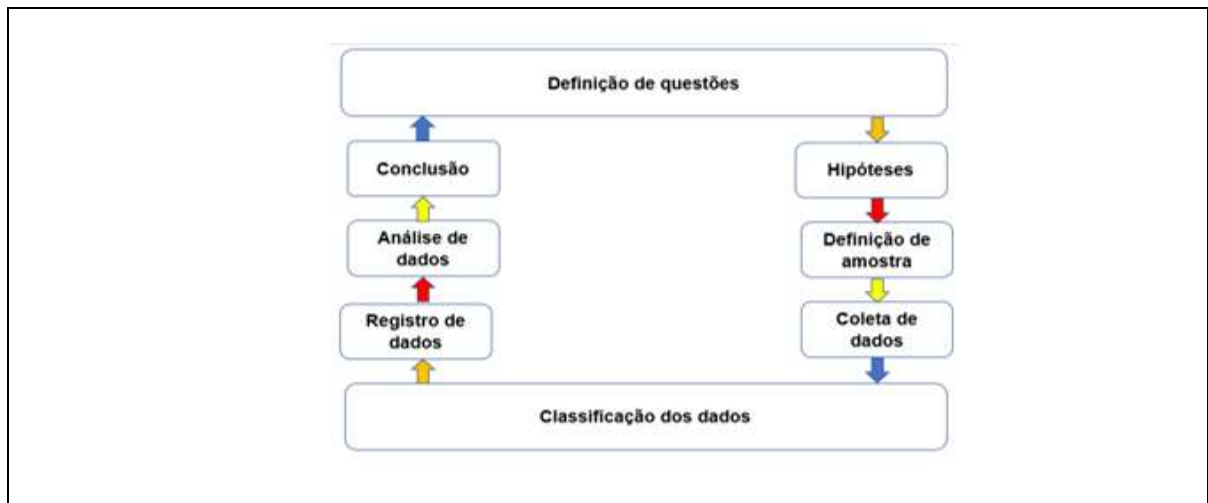 Definição de questões
Conclusão
Hipóteses
Análise de
dados
Definição de
amostra
Registro de
dados
Coleta de
dados
Classificação dos dados